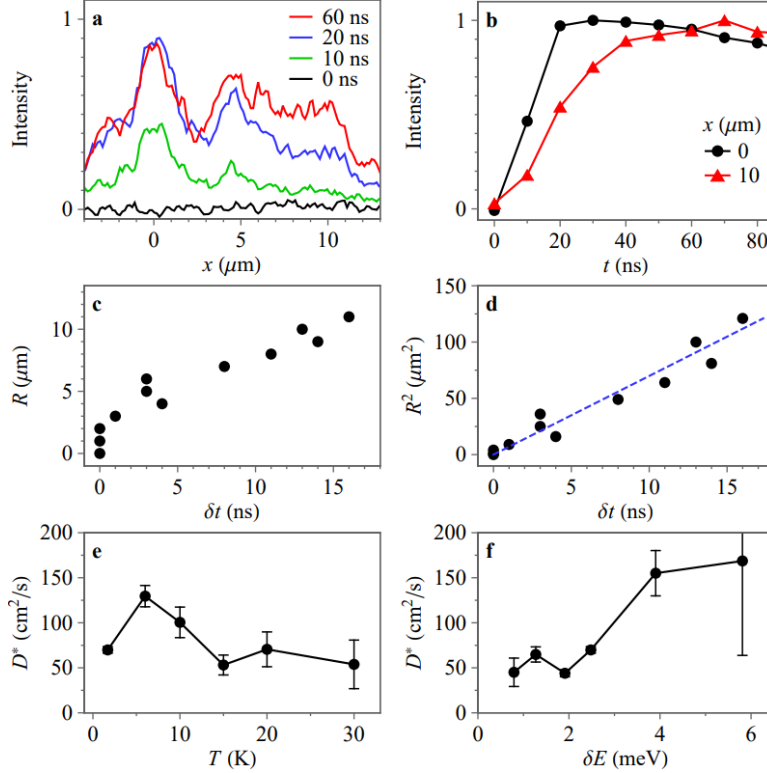 a
60 ns
20 ns
10 ns
0 ns
Intensity
1
0
0
5
10
x (μm)
b
Intensity
1
0
x (μm)
0
10
0
20
40
60
80
t (ns)
c
R (μm)
10
5
0
0
5
10
15
δt (ns)
d
R² (μm²)
150
100
50
0
0
5
10
15
δt (ns)
e
D* (cm²/s)
200
150
100
50
0
0
10
20
30
T (K)
f
D* (cm²/s)
200
150
100
50
0
0
2
4
6
δE (meV)